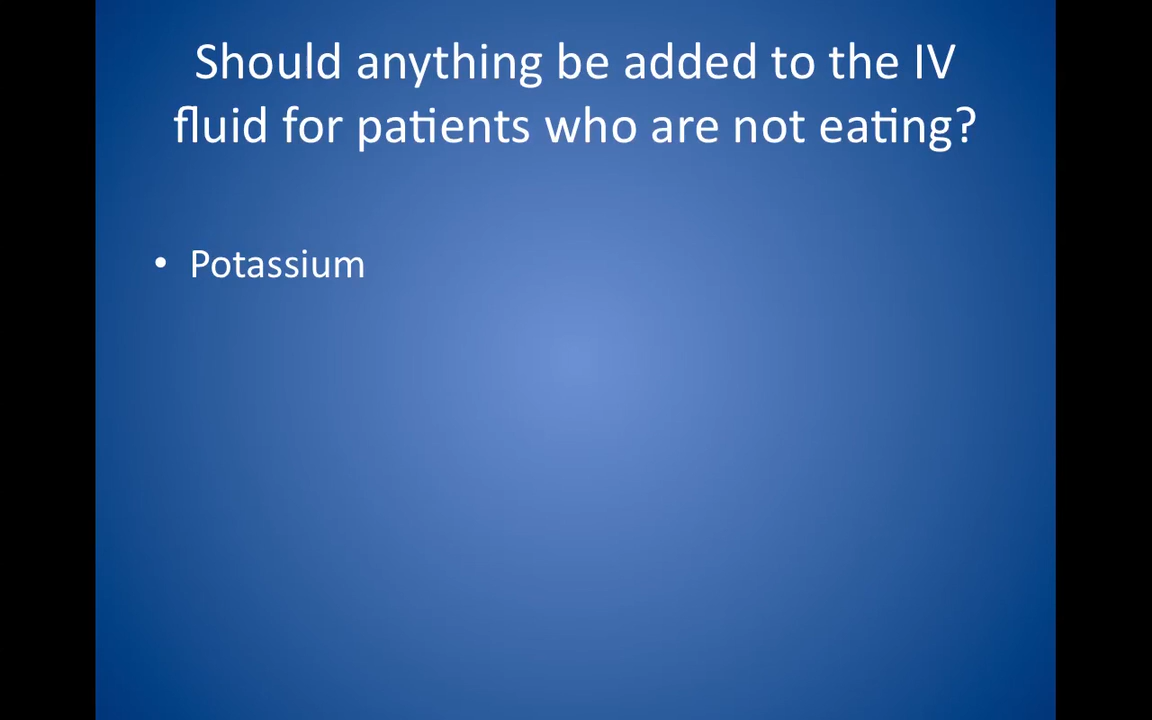 Should anything be added to the IV
fluid for patients who are not eating?
• Potassium